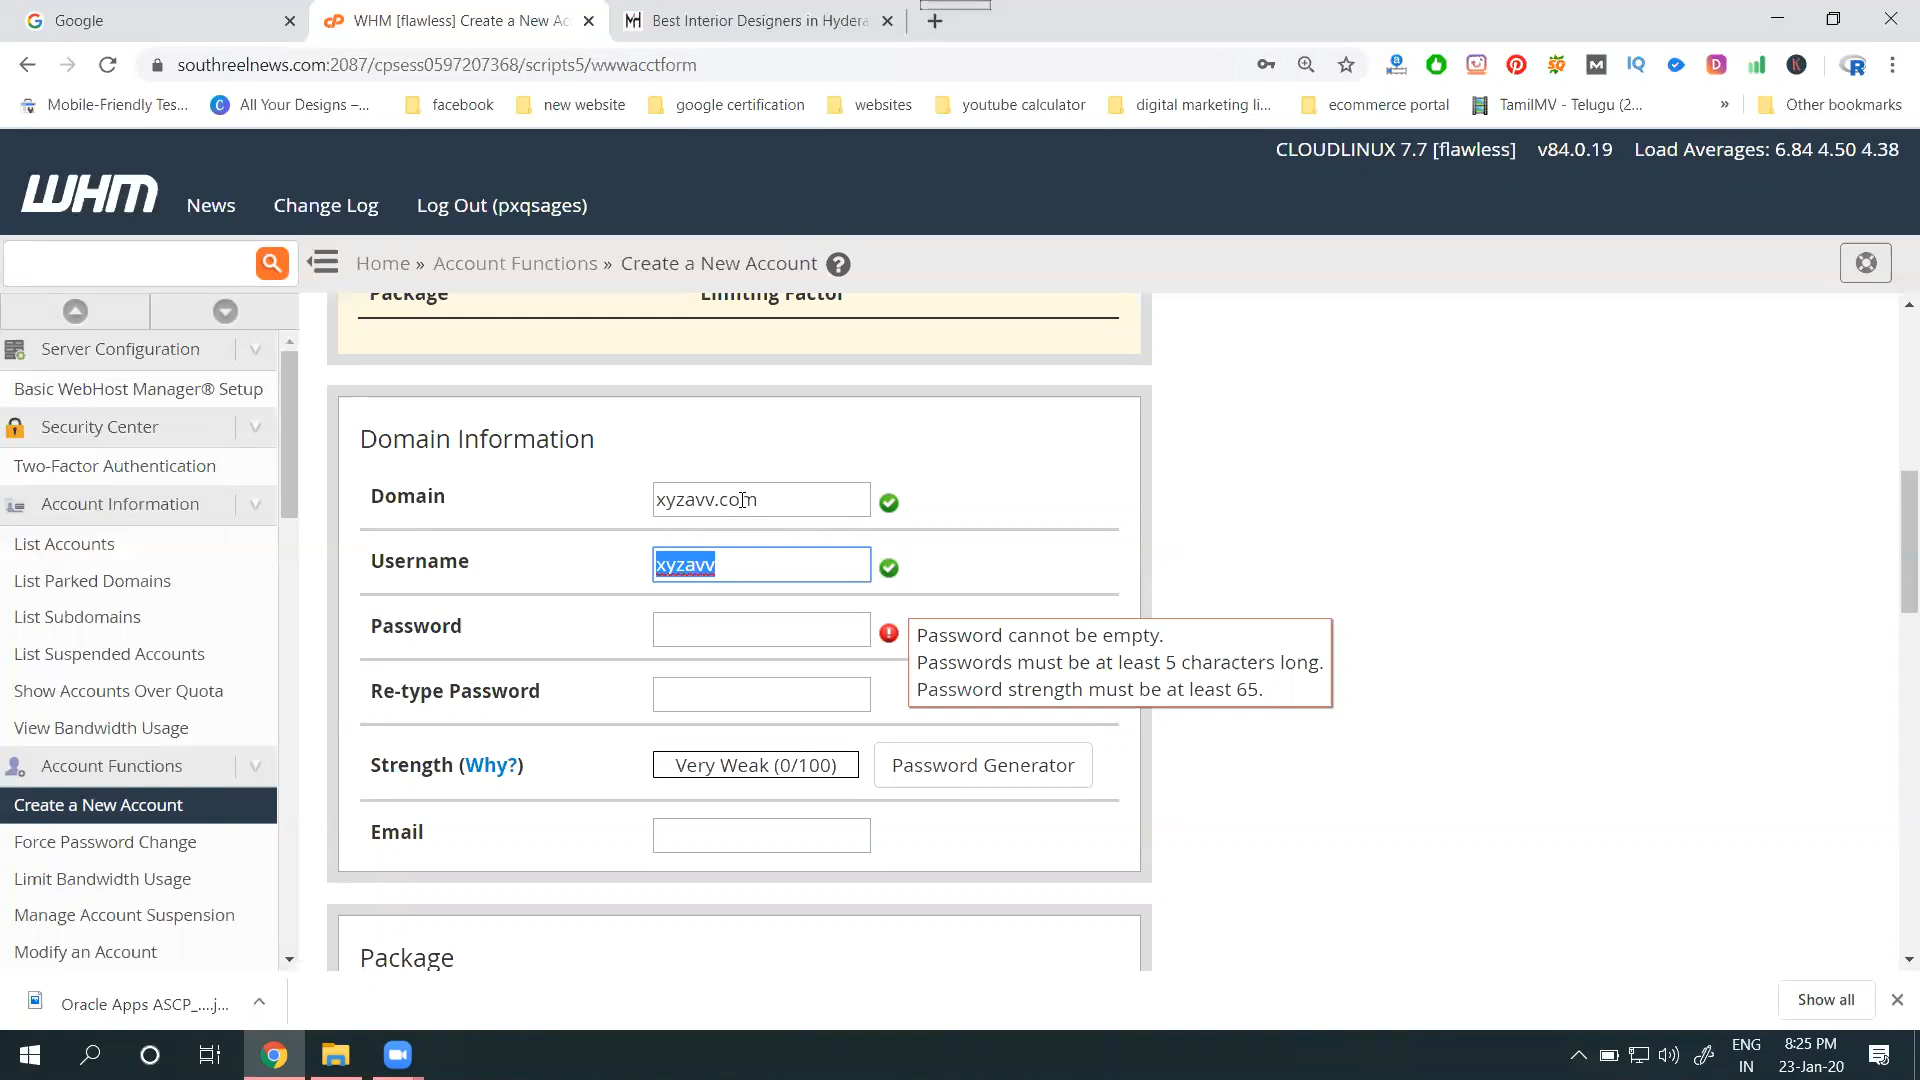 Google
WHM [flawless] Create a New Ac
Best Interior Designers in Hydera
southreelnews.com:2087/cpsess0597207368/scripts5/wwwacctform
Mobile-Friendly Tes...
All Your Designs –...
facebook
new website
google certification
websites
youtube calculator
digital marketing li...
ecommerce portal
TamilMV - Telugu (2...
»
Other bookmarks
CLOUDLINUX 7.7 [flawless] v84.0.19 Load Averages: 6.84 4.50 4.38
WHM
News
Change Log
Log Out (pxqsages)
Home » Account Functions » Create a New Account
Package Limiting Factor
Server Configuration
Basic WebHost Manager® Setup
Security Center
Two-Factor Authentication
Account Information
List Accounts
List Parked Domains
List Subdomains
List Suspended Accounts
Show Accounts Over Quota
View Bandwidth Usage
Account Functions
Create a New Account
Force Password Change
Limit Bandwidth Usage
Manage Account Suspension
Modify an Account
Domain Information
Domain xyzavv.com
Username xyzavv
Password
Password cannot be empty.
Passwords must be at least 5 characters long.
Password strength must be at least 65.
Re-type Password
Strength (Why?) Very Weak (0/100) Password Generator
Email
Package
Oracle Apps ASCP_....j...
Show all
ENG
IN
8:25 PM
23-Jan-20